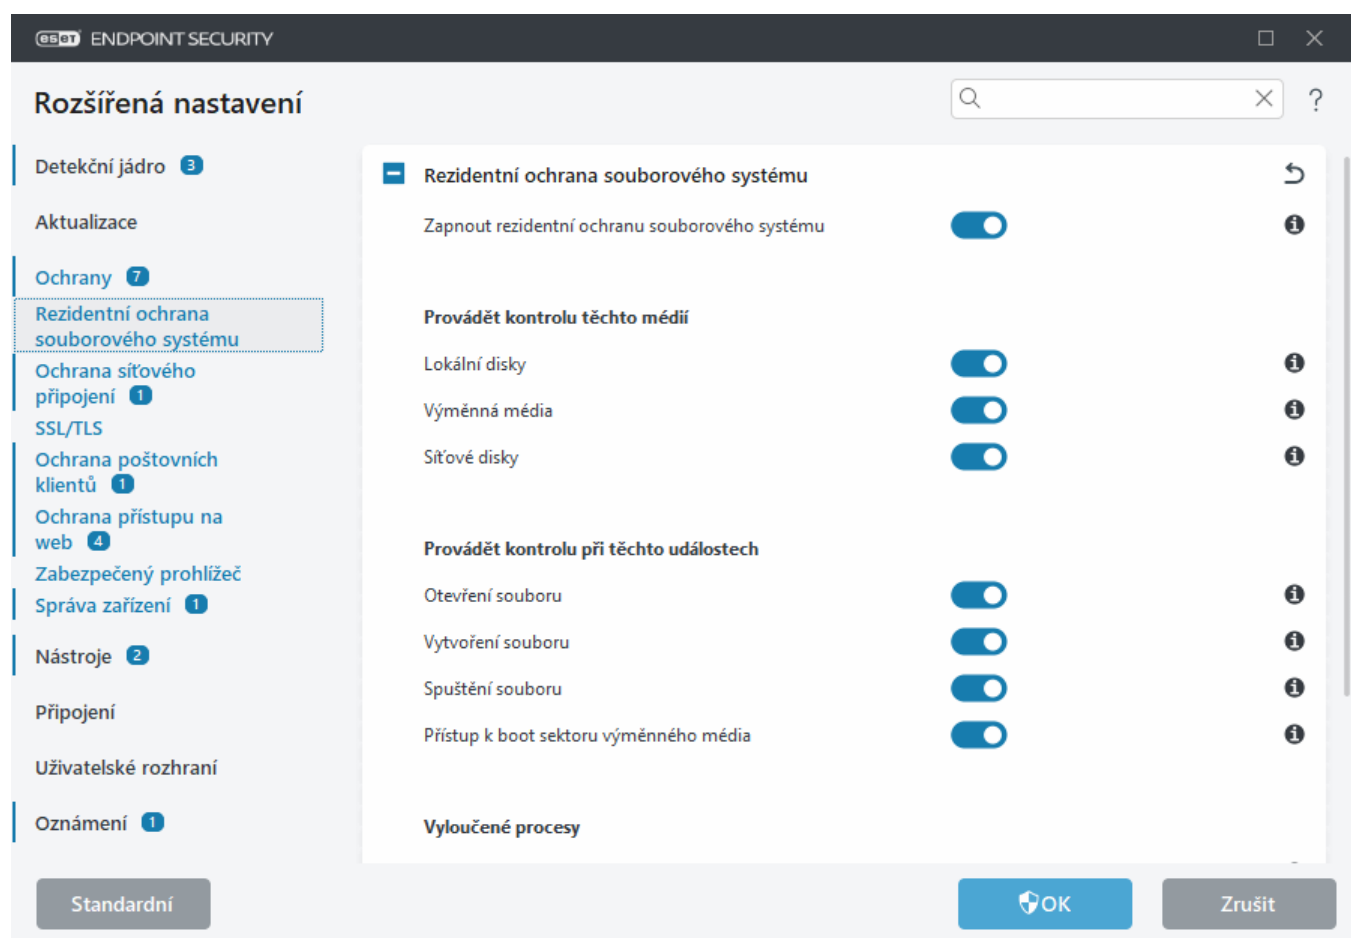 eset ENDPOINT SECURITY
Rozšířená nastavení
?
Detekční jádro 3
Aktualizace
Ochrany 7
Rezidentní ochrana
souborového systému
Ochrana síťového
připojení 1
SSL/TLS
Ochrana poštovních
klientů 1
Ochrana přístupu na
web 4
Zabezpečený prohlížeč
Správa zařízení 1
Nástroje 2
Připojení
Uživatelské rozhraní
Oznámení 1
Rezidentní ochrana souborového systému
Zapnout rezidentní ochranu souborového systému
Provádět kontrolu těchto médií
Lokální disky
Výměnná média
Síťové disky
Provádět kontrolu při těchto událostech
Otevření souboru
Vytvoření souboru
Spuštění souboru
Přístup k boot sektoru výměnného média
Vyloučené procesy
Standardní
OK
Zrušit